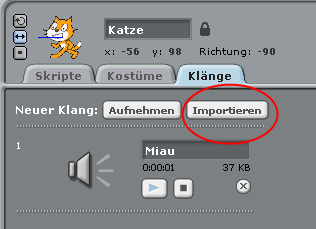 Katze
x: -56 y: 98 Richtung: -90
Skripte Kostüme Klänge
Neuer Klang: Aufnehmen Importieren
1
Miau
0:00:01 37 KB